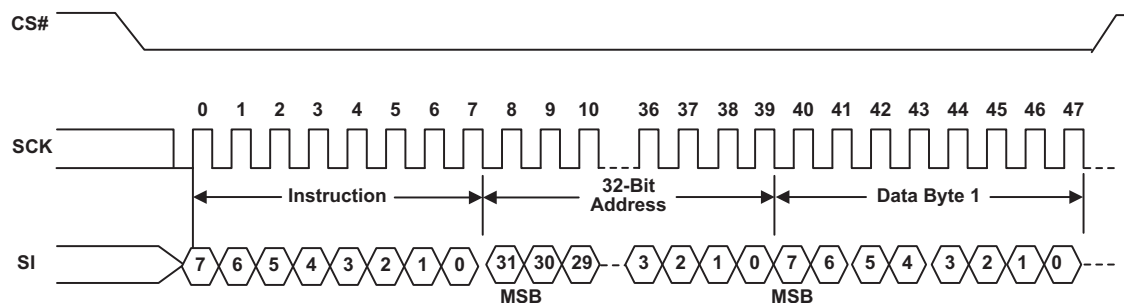 CS#
0 1 2 3 4 5 6 7 8 9 10 36 37 38 39 40 41 42 43 44 45 46 47
SCK
Instruction
32-Bit
Address
Data Byte 1
SI
7 6 5 4 3 2 1 0 31 30 29 3 2 1 0 7 6 5 4 3 2 1 0
MSB MSB